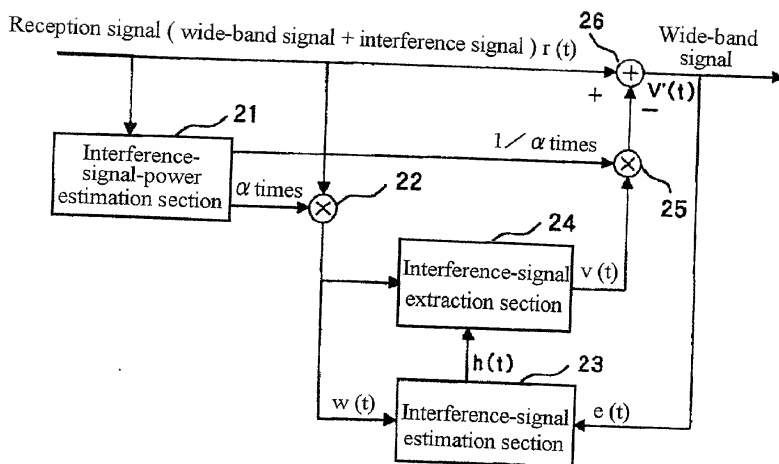 Reception signal ( wide-band signal + interference signal ) r (t)
26
Wide-band
signal
+
V'(t)
−
21
Interference-
signal-power
estimation section
1／α times
α times
22
25
24
Interference-signal
extraction section
v (t)
h(t)
23
w (t)
Interference-signal
estimation section
e (t)